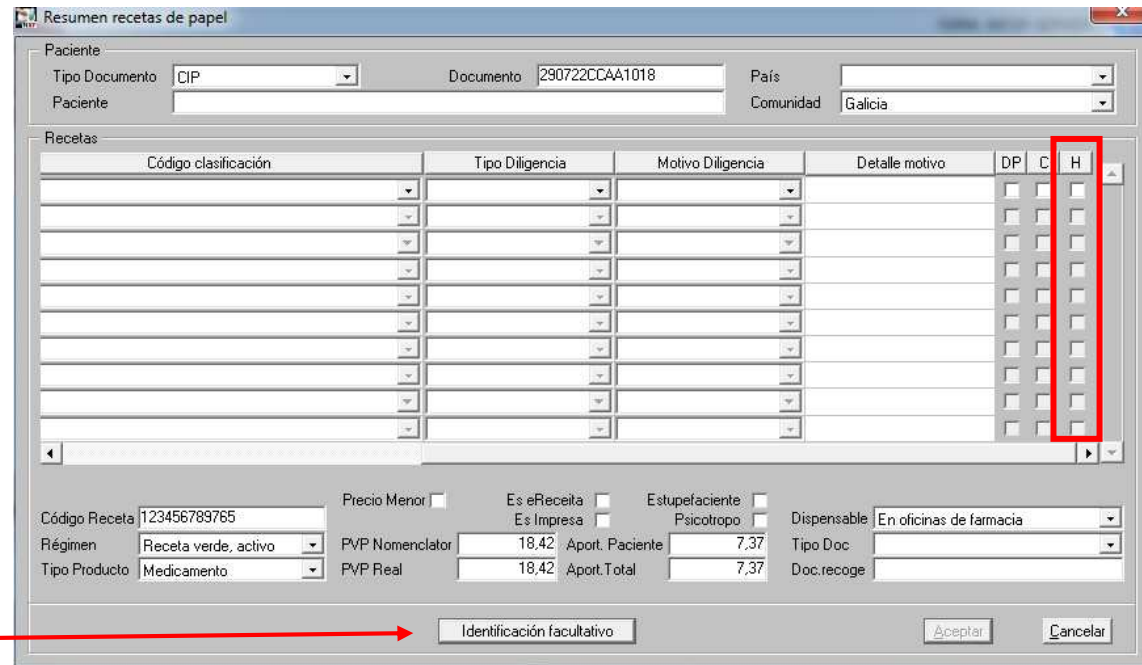 Resumen recetas de papel
Paciente
Tipo Documento CIP Documento 290722CCAA1018 País
Paciente Comunidad Galicia
Recetas
Código clasificación Tipo Diligencia Motivo Diligencia Detalle motivo DP C H
Precio Menor Es eReceita Estupefaciente
Código Receta 123456789765 Es Impresa Psicotropo Dispensable En oficinas de farmacia
Régimen Receta verde, activo PVP Nomenclator 18,42 Aport. Paciente 7,37 Tipo Doc
Tipo Producto Medicamento PVP Real 18,42 Aport.Total 7,37 Doc.recoge
Identificación facultativo Aceptar Cancelar